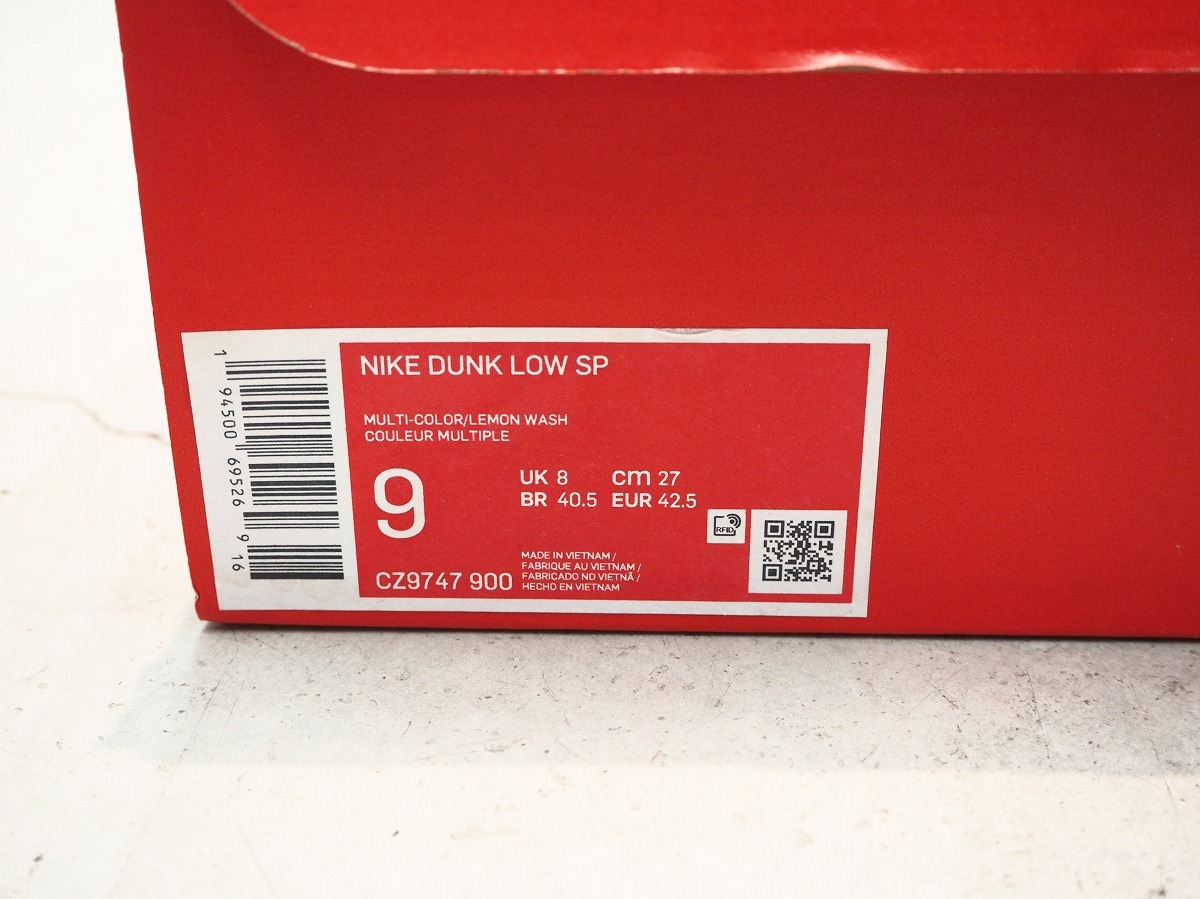 NIKE DUNK LOW SP
MULTI-COLOR/LEMON WASH
COULEUR MULTIPLE
9
UK 8 cm 27
BR 40.5 EUR 42.5
RFID
MADE IN VIETNAM /
FABRIQUE AU VIETNAM /
FABRICADO NO VIETNÃ /
HECHO EN VIETNAM
CZ9747 900
1 94500 69526 9 16